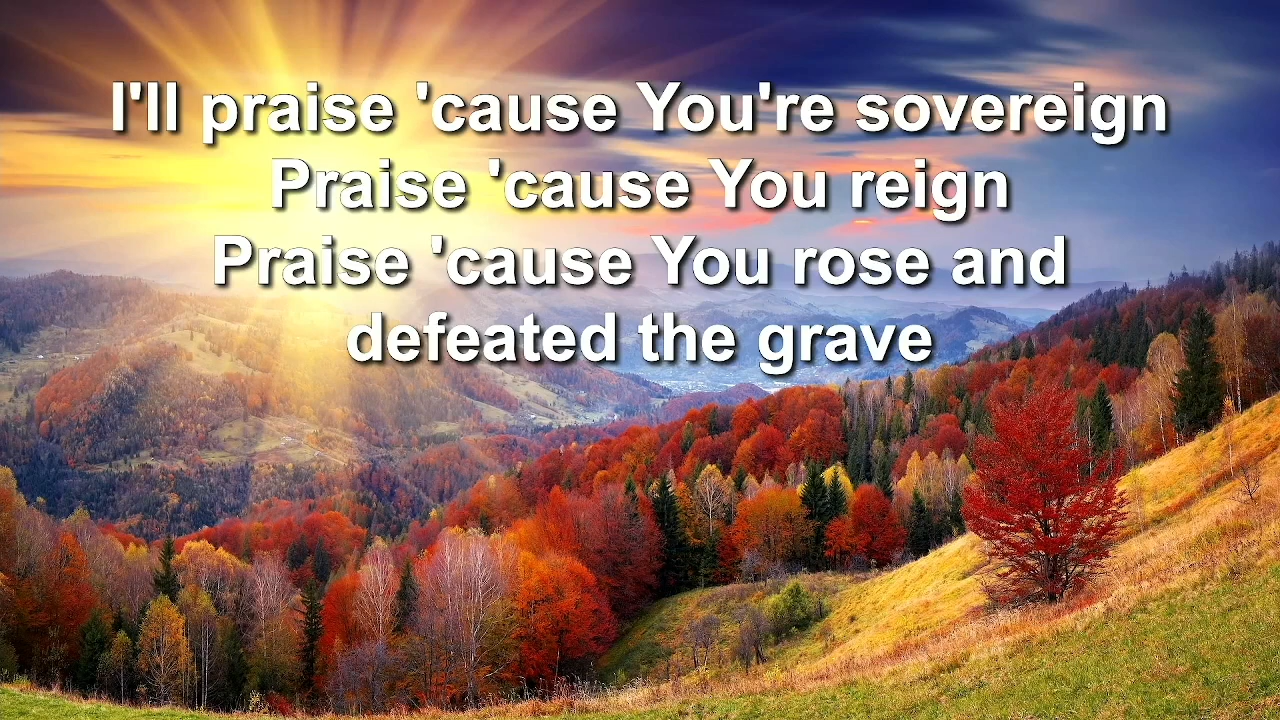 I'll praise 'cause You're sovereign
Praise 'cause You reign
Praise 'cause You rose and
defeated the grave